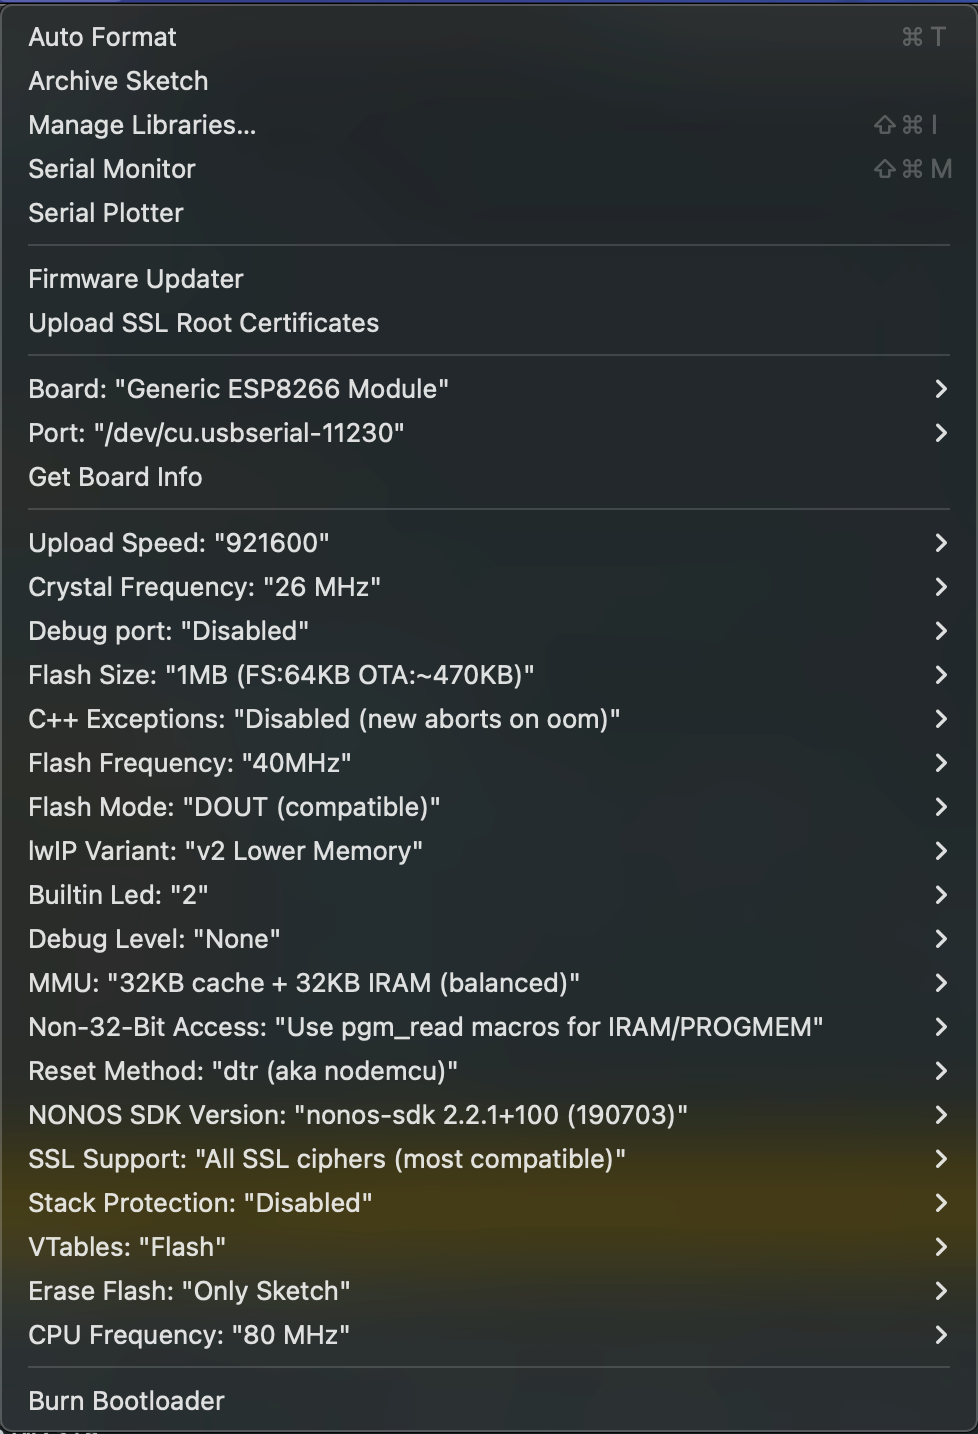 Auto Format ⌘ T
Archive Sketch
Manage Libraries... ⇧ ⌘ I
Serial Monitor ⇧ ⌘ M
Serial Plotter
Firmware Updater
Upload SSL Root Certificates
Board: "Generic ESP8266 Module"
Port: "/dev/cu.usbserial-11230"
Get Board Info
Upload Speed: "921600"
Crystal Frequency: "26 MHz"
Debug port: "Disabled"
Flash Size: "1MB (FS:64KB OTA:~470KB)"
C++ Exceptions: "Disabled (new aborts on oom)"
Flash Frequency: "40MHz"
Flash Mode: "DOUT (compatible)"
lwIP Variant: "v2 Lower Memory"
Builtin Led: "2"
Debug Level: "None"
MMU: "32KB cache + 32KB IRAM (balanced)"
Non-32-Bit Access: "Use pgm_read macros for IRAM/PROGMEM"
Reset Method: "dtr (aka nodemcu)"
NONOS SDK Version: "nonos-sdk 2.2.1+100 (190703)"
SSL Support: "All SSL ciphers (most compatible)"
Stack Protection: "Disabled"
VTables: "Flash"
Erase Flash: "Only Sketch"
CPU Frequency: "80 MHz"
Burn Bootloader